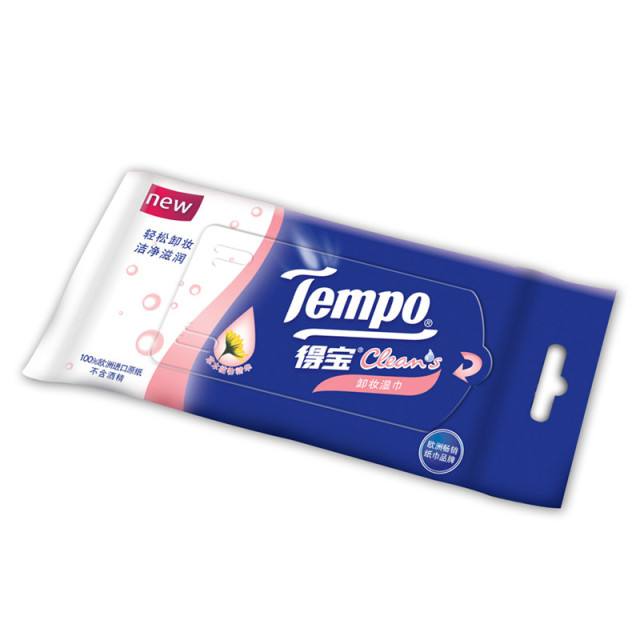 new
轻松卸妆
洁净滋润
100%欧洲进口原纸
不含酒精
Tempo®
得宝® Clean's
卸妆湿巾
欧洲畅销
纸巾品牌